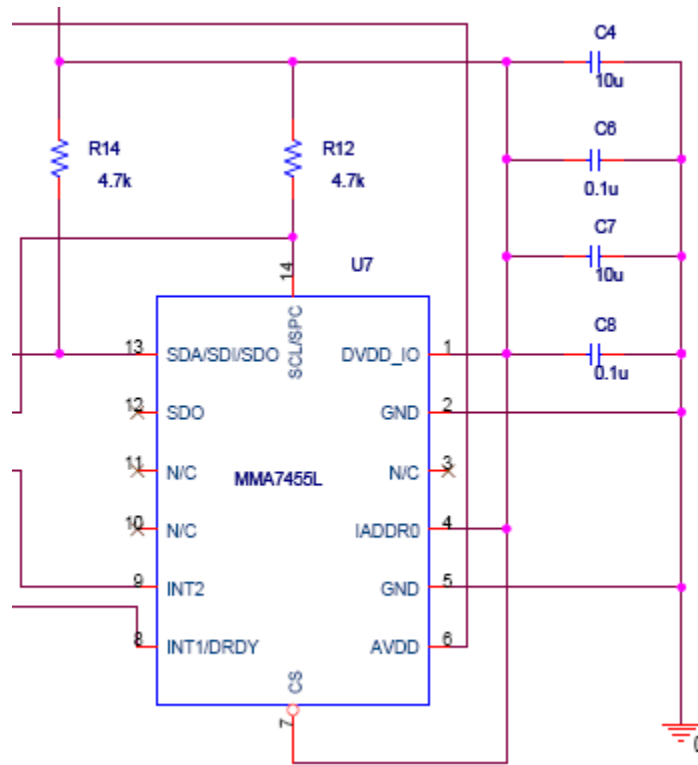 C4
10u
R14
4.7k
R12
4.7k
C6
0.1u
C7
10u
U7
14
C8
0.1u
13 SDA/SDI/SDO SCL/SPC DVDD_IO 1
12 SDO GND 2
11 N/C MMA7455L N/C 3
10 N/C IADDR0 4
9 INT2 GND 5
8 INT1/DRDY AVDD 6
CS
7
0